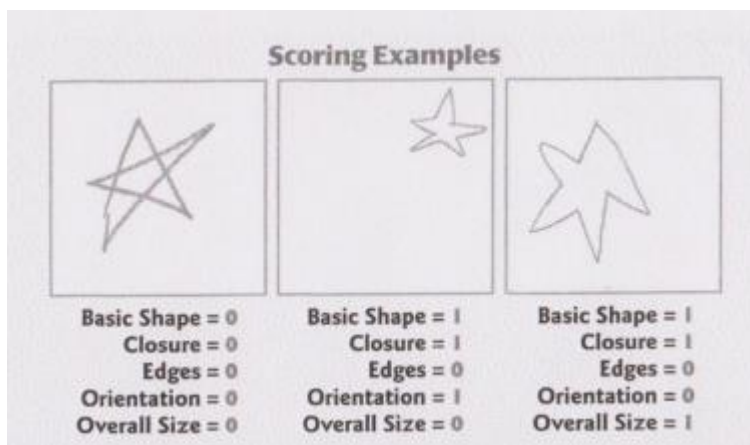 Scoring Examples
Basic Shape = 0
Closure = 0
Edges = 0
Orientation = 0
Overall Size = 0
Basic Shape = 1
Closure = 1
Edges = 0
Orientation = 1
Overall Size = 0
Basic Shape = 1
Closure = 1
Edges = 0
Orientation = 0
Overall Size = 1